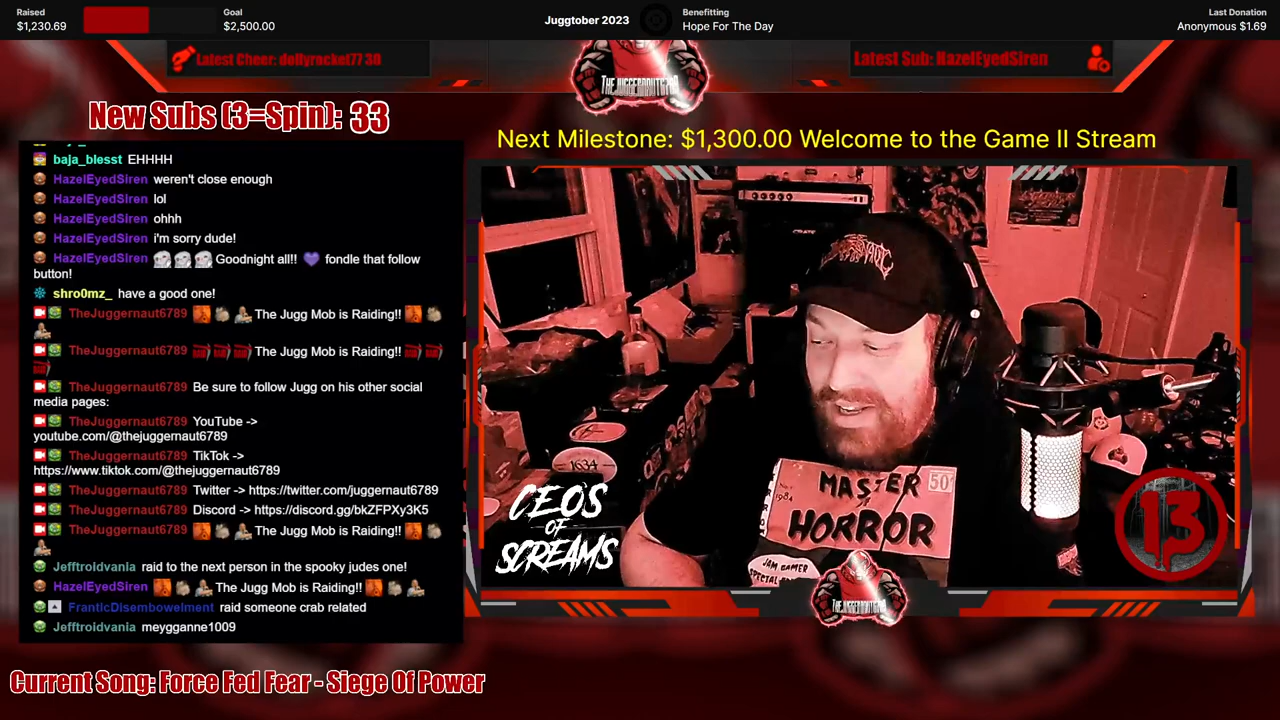 Raised
$1,230.69
Goal
$2,500.00
Juggtober 2023
Benefitting
Hope For The Day
Last Donation
Anonymous $1.69
Latest Cheer: dollyrocket77 30
Latest Sub: HazelEyedSiren
TheJuggernaut6789
New Subs (3=Spin): 33
Next Milestone: $1,300.00 Welcome to the Game II Stream
baja_blesst EHHHH
HazelEyedSiren weren't close enough
HazelEyedSiren lol
HazelEyedSiren ohhh
HazelEyedSiren i'm sorry dude!
HazelEyedSiren Goodnight all!! fondle that follow
button!
shro0mz_ have a good one!
TheJuggernaut6789 The Jugg Mob is Raiding!!
TheJuggernaut6789 The Jugg Mob is Raiding!!
TheJuggernaut6789 Be sure to follow Jugg on his other social
media pages:
TheJuggernaut6789 YouTube ->
youtube.com/@thejuggernaut6789
TheJuggernaut6789 TikTok ->
https://www.tiktok.com/@thejuggernaut6789
TheJuggernaut6789 Twitter -> https://twitter.com/juggernaut6789
TheJuggernaut6789 Discord -> https://discord.gg/bkZFPXy3K5
TheJuggernaut6789 The Jugg Mob is Raiding!!
Jefftroidvania raid to the next person in the spooky judes one!
HazelEyedSiren The Jugg Mob is Raiding!!
FranticDisembowelment raid someone crab related
Jefftroidvania meygganne1009
1634
CEOS
OF
SCREAMS
1984
50
MASTER
HORROR
JAM GAMER
13
Current Song: Force Fed Fear - Siege Of Power